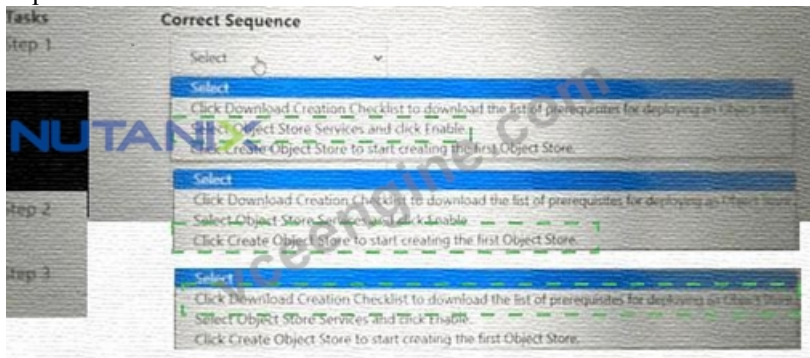 Tasks
Correct Sequence
Step 1
Select
Select
Click Download Creation Checklist to download the list of prerequisites for deploying an Object Store.
Select Object Store Services and click Enable.
Click Create Object Store to start creating the first Object Store.
NUTANIX
Step 2
Select
Click Download Creation Checklist to download the list of prerequisites for deploying an Object Store.
Select Object Store Services and click Enable.
Click Create Object Store to start creating the first Object Store.
Step 3
Select
Click Download Creation Checklist to download the list of prerequisites for deploying an Object Store.
Select Object Store Services and click Enable.
Click Create Object Store to start creating the first Object Store.
vceengine.com